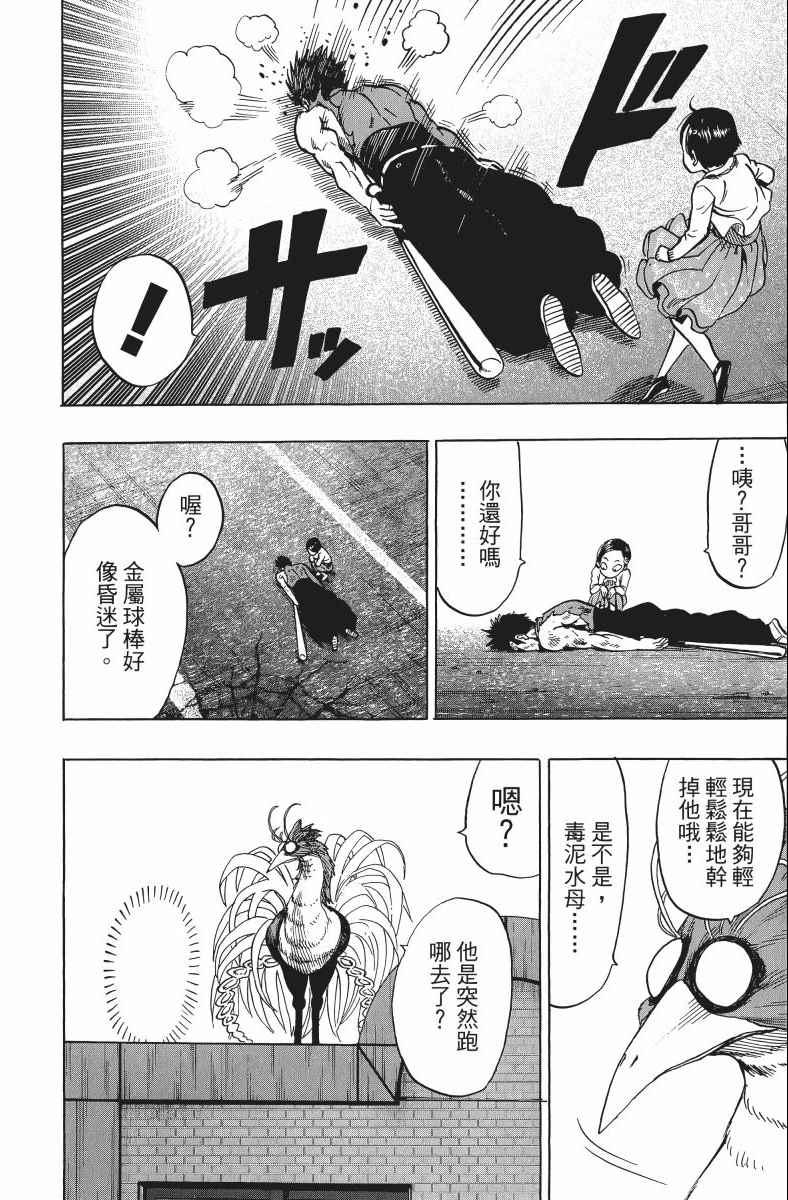 ドサッ
！
…咦？哥哥？
你還好嗎
…………
喔？
金屬球棒好
像昏迷了。
現在能夠輕
輕鬆鬆地幹
掉他哦…
是不是，
毒泥水母……
嗯？
他是突然跑
哪去了？